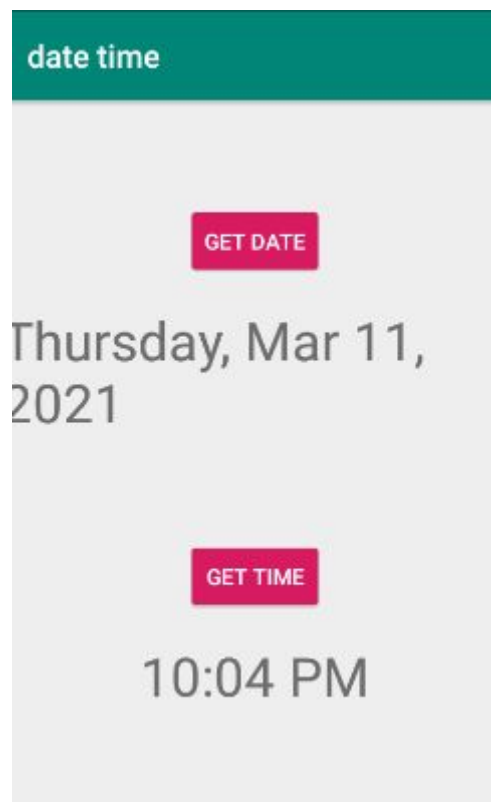 date time
GET DATE
Thursday, Mar 11,
2021
GET TIME
10:04 PM